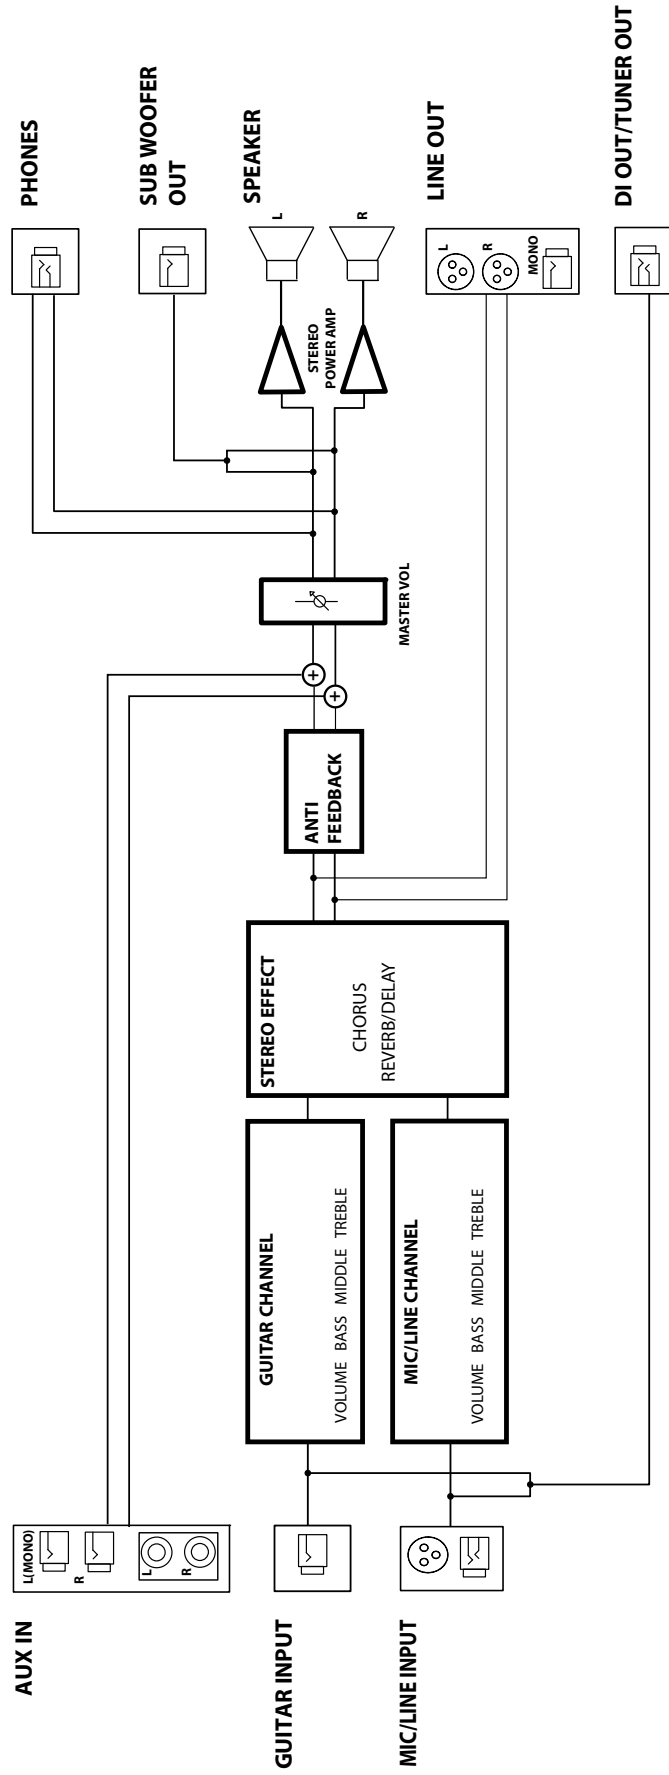 AUX IN
L(MONO)
R
L
R
GUITAR INPUT
MIC/LINE INPUT
GUITAR CHANNEL
VOLUME BASS MIDDLE TREBLE
MIC/LINE CHANNEL
VOLUME BASS MIDDLE TREBLE
STEREO EFFECT
CHORUS
REVERB/DELAY
ANTI
FEEDBACK
+
+
MASTER VOL
STEREO
POWER AMP
PHONES
SUB WOOFER
OUT
SPEAKER
L
R
LINE OUT
L
R
MONO
DI OUT/TUNER OUT